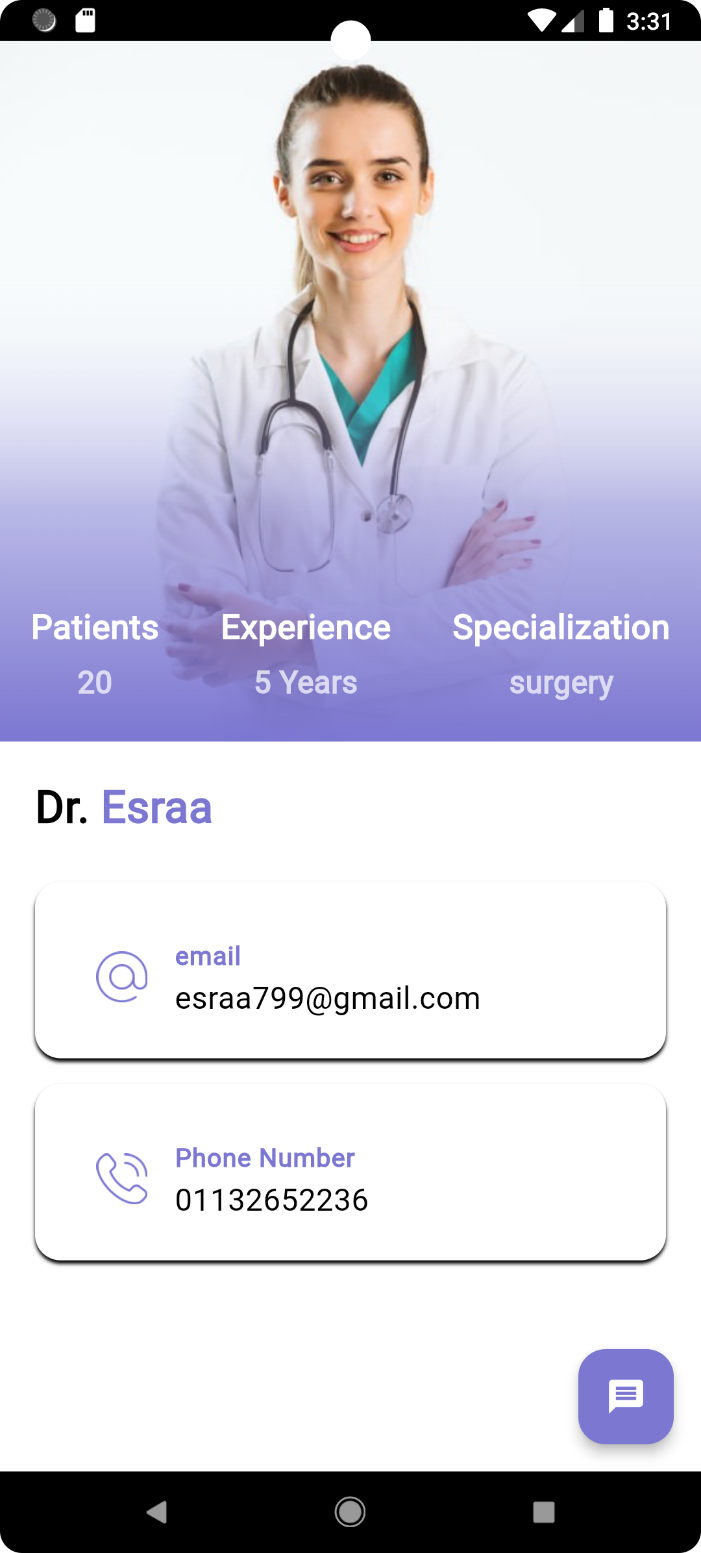 3:31
Patients Experience Specialization
20 5 Years surgery
Dr. Esraa
email
esraa799@gmail.com
Phone Number
01132652236